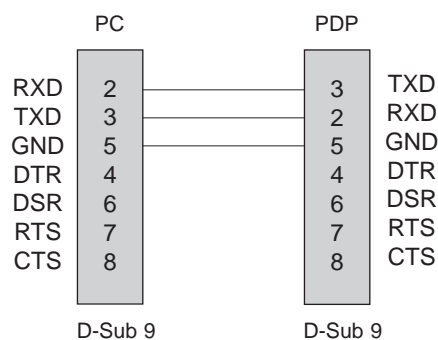 PC PDP
RXD 2 3 TXD
TXD 3 2 RXD
GND 5 5 GND
DTR 4 4 DTR
DSR 6 6 DSR
RTS 7 7 RTS
CTS 8 8 CTS
D-Sub 9 D-Sub 9